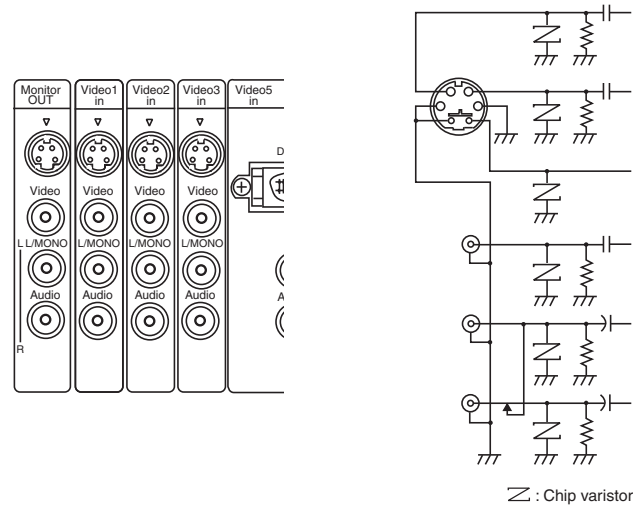 Monitor OUT
Video1 in
Video2 in
Video3 in
Video5 in
D
Video
Video
Video
Video
L L/MONO
L/MONO
L/MONO
L/MONO
Audio
Audio
Audio
Audio
A
R
: Chip varistor